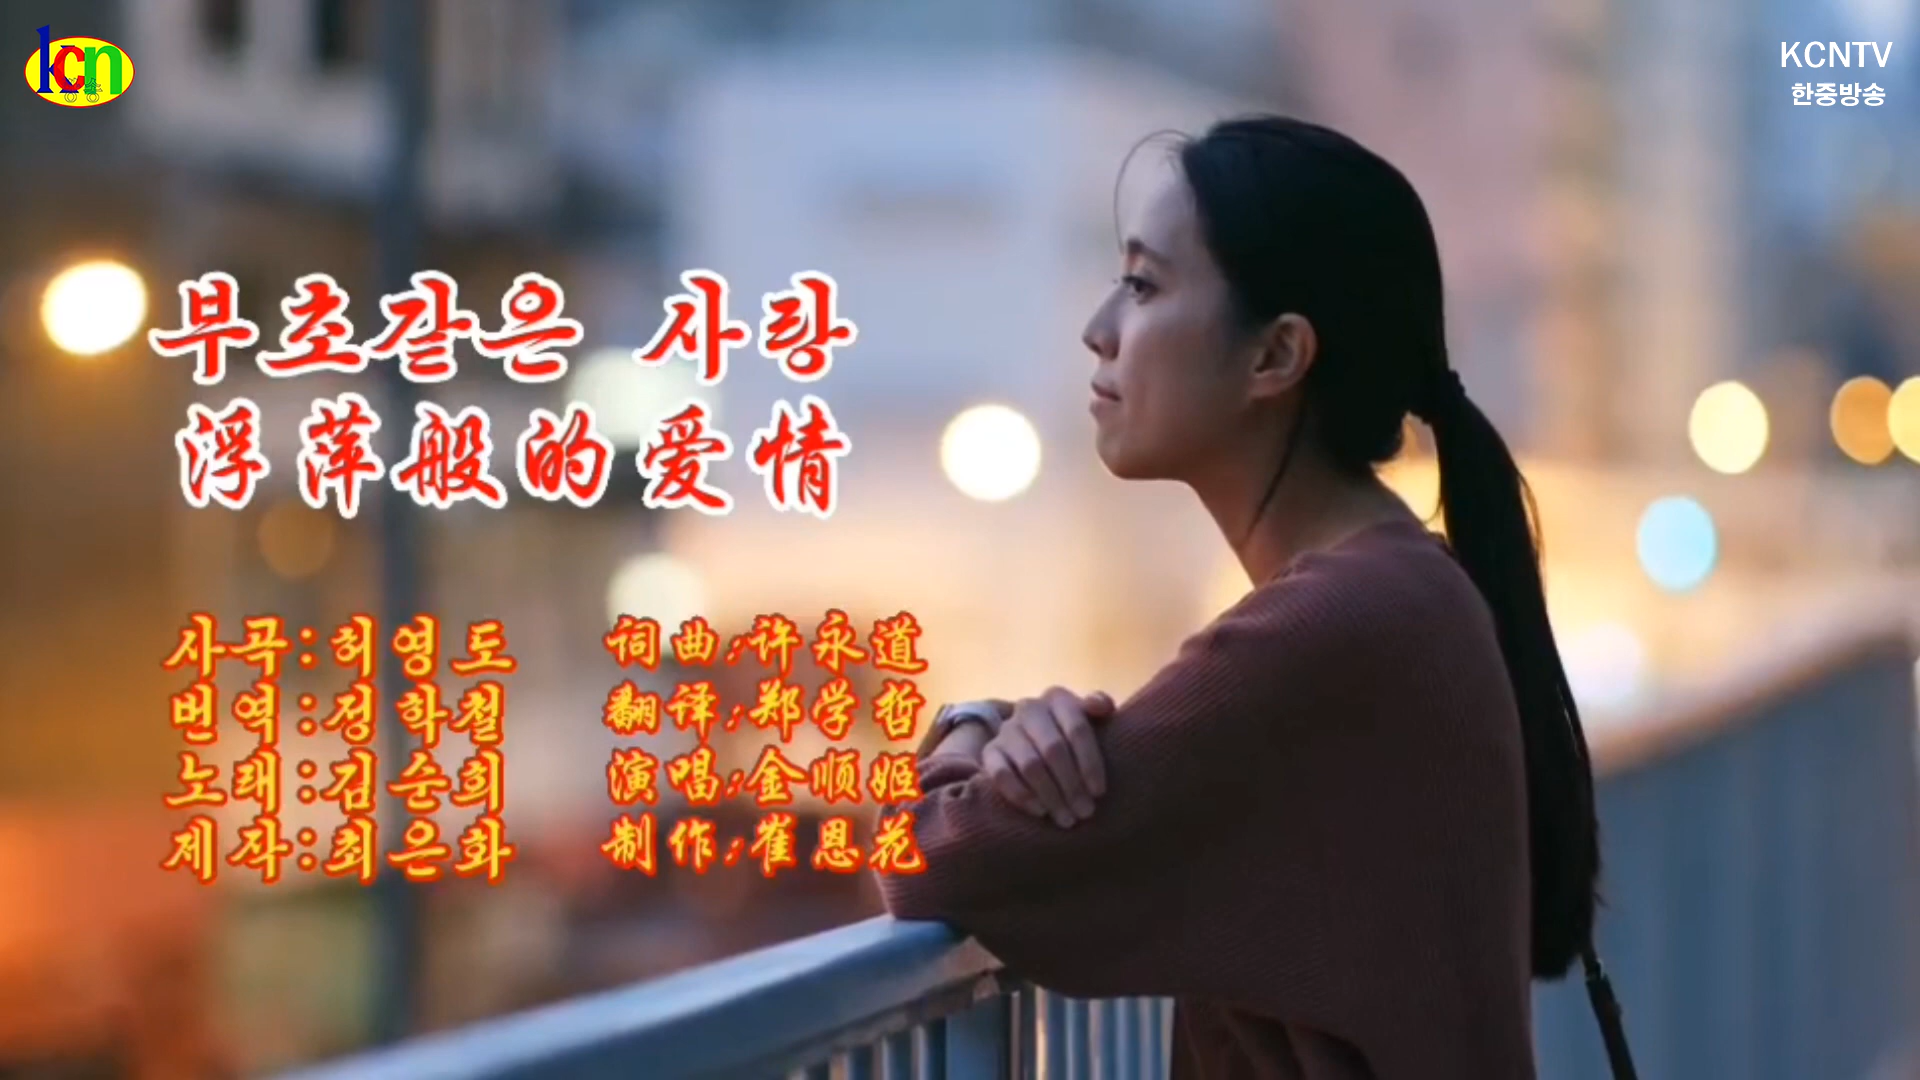 kcn
KCNTV
한중방송
부초같은 사랑
浮萍般的爱情
사곡:허영도 词曲:许永道
번역:정학철 翻译:郑学哲
노래:김순희 演唱:金顺姬
제작:최은화 制作:崔恩花